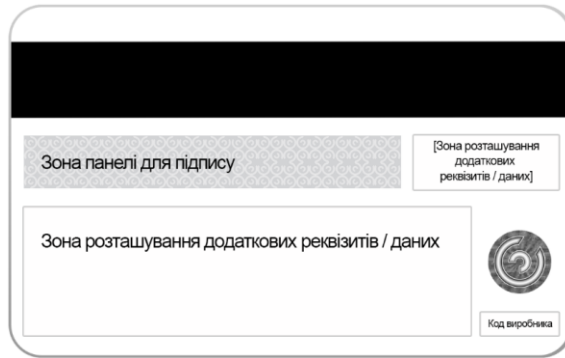 Зона панелі для підпису
[Зона розташування
додаткових
реквізитів / даних]
Зона розташування додаткових реквізитів / даних
Код виробника